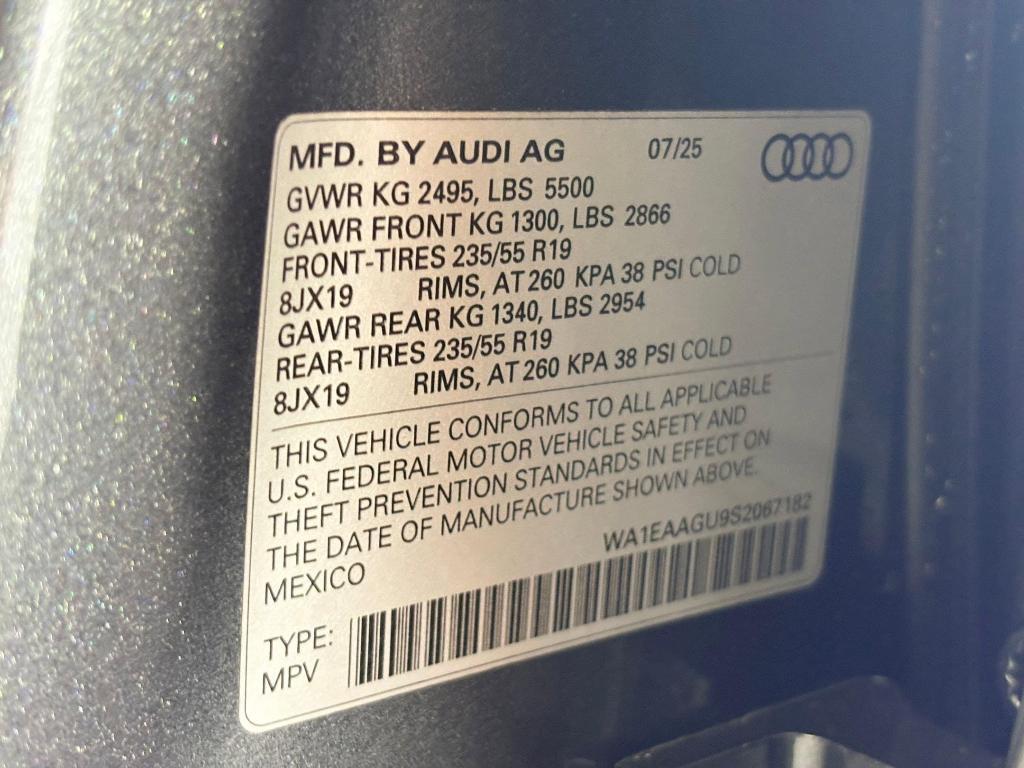 MFD. BY AUDI AG 07/25
GVWR KG 2495, LBS 5500
GAWR FRONT KG 1300, LBS 2866
FRONT-TIRES 235/55 R19
8JX19 RIMS, AT 260 KPA 38 PSI COLD
GAWR REAR KG 1340, LBS 2954
REAR-TIRES 235/55 R19
8JX19 RIMS, AT 260 KPA 38 PSI COLD
THIS VEHICLE CONFORMS TO ALL APPLICABLE
U.S. FEDERAL MOTOR VEHICLE SAFETY AND
THEFT PREVENTION STANDARDS IN EFFECT ON
THE DATE OF MANUFACTURE SHOWN ABOVE.
MEXICO WA1EAAGU9S2067182
TYPE:
MPV